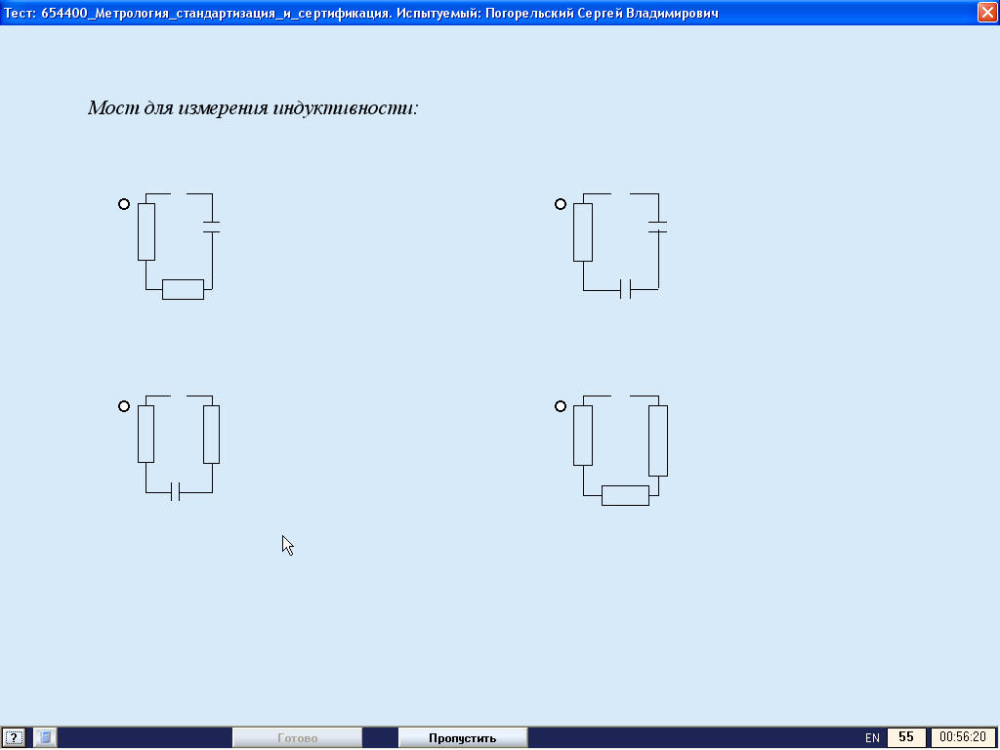 Тест: 654400_Метрология_стандартизация_и_сертификация. Испытуемый: Погорельский Сергей Владимирович
Мост для измерения индуктивности:
? Готово Пропустить EN 55 00:56:20